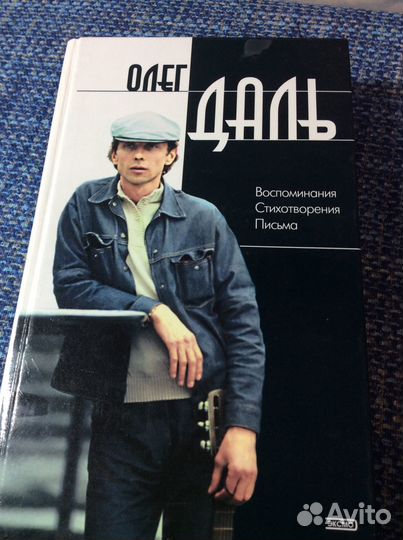 ОЛЕГ
ДАЛЬ
Воспоминания
Стихотворения
Письма
ЭКСМО
Avito